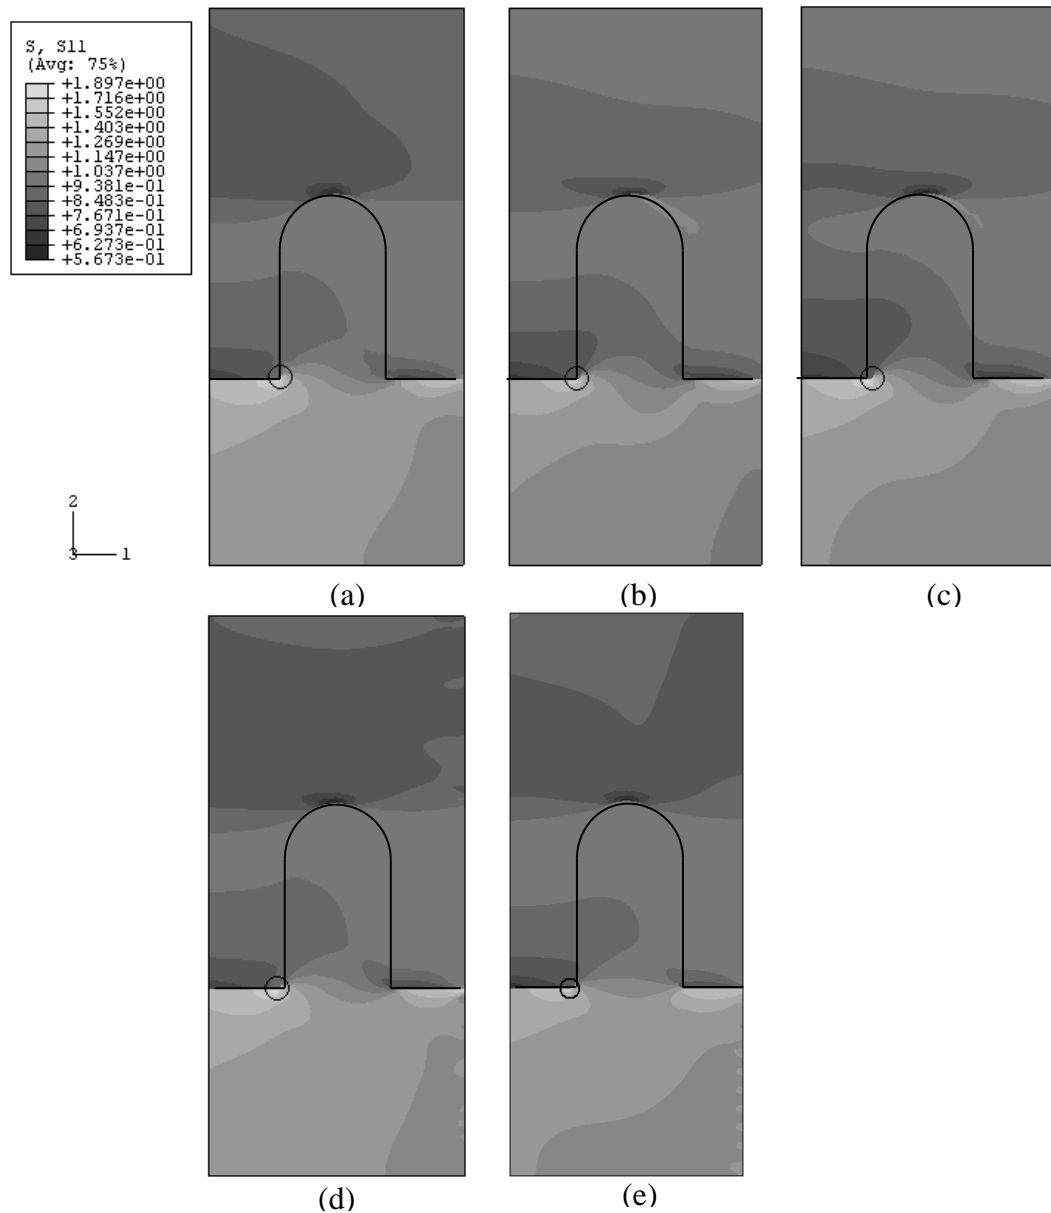 S, S11
(Avg: 75%)
+1.897e+00
+1.716e+00
+1.552e+00
+1.403e+00
+1.269e+00
+1.147e+00
+1.037e+00
+9.381e-01
+8.483e-01
+7.671e-01
+6.937e-01
+6.273e-01
+5.673e-01
2
3 1
(a) (b) (c)
(d) (e)